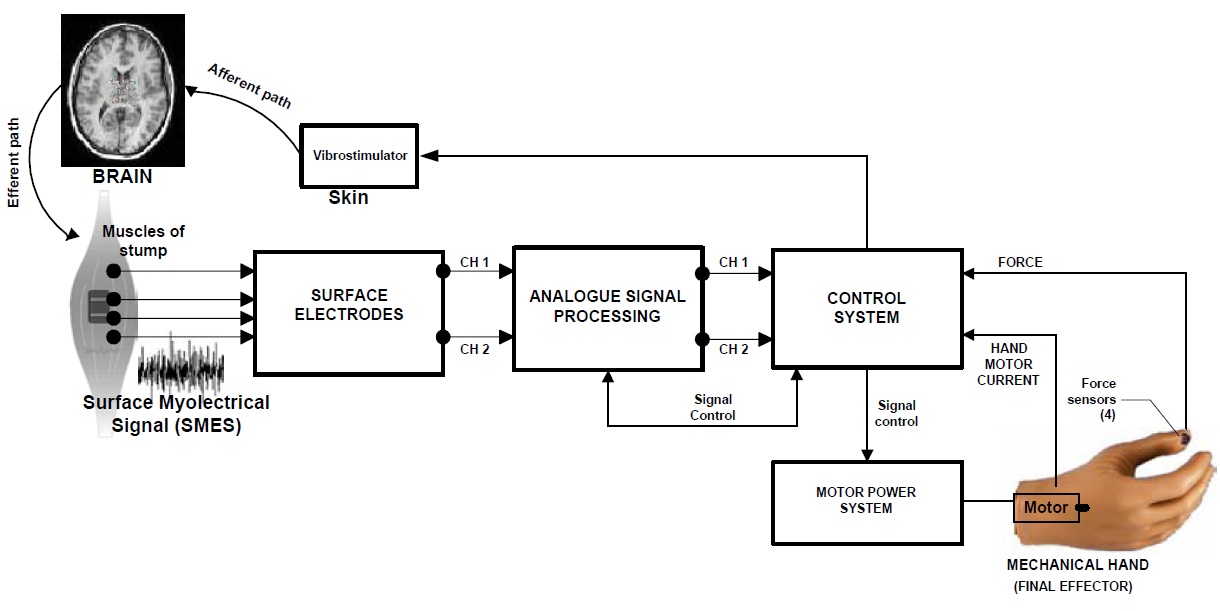 Afferent path
Efferent path
BRAIN
Vibrostimulator
Skin
Muscles of
stump
SURFACE
ELECTRODES
CH 1
CH 2
ANALOGUE SIGNAL
PROCESSING
CH 1
CH 2
CONTROL
SYSTEM
FORCE
HAND
MOTOR
CURRENT
Force
sensors
(4)
Signal
Control
Signal
control
Surface Myolectrical
Signal (SMES)
MOTOR POWER
SYSTEM
Motor
MECHANICAL HAND
(FINAL EFFECTOR)